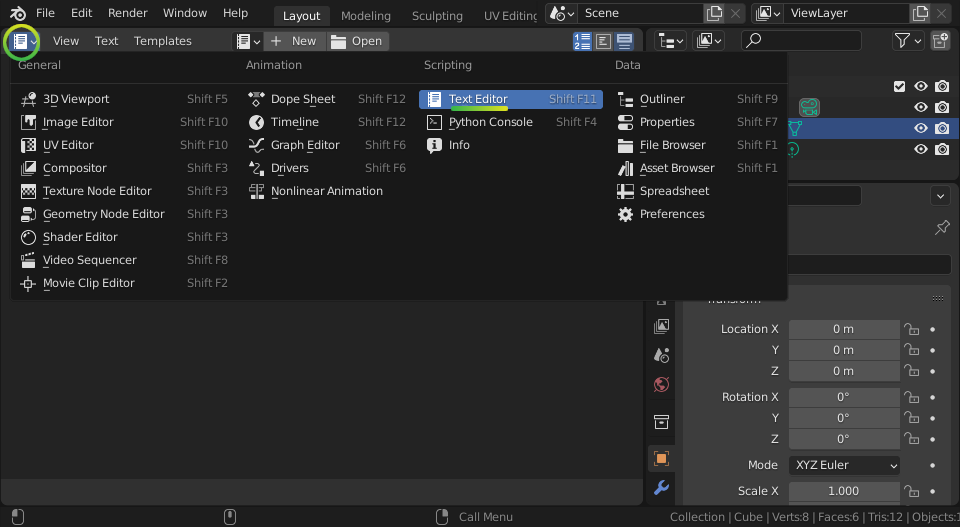 File Edit Render Window Help Layout Modeling Sculpting UV Editing Scene ViewLayer
View Text Templates New Open
General Animation Scripting Data
3D Viewport Shift F5 Dope Sheet Shift F12 Text Editor Shift F11 Outliner Shift F9
Image Editor Shift F10 Timeline Shift F12 Python Console Shift F4 Properties Shift F7
UV Editor Shift F10 Graph Editor Shift F6 Info File Browser Shift F1
Compositor Shift F3 Drivers Shift F6 Asset Browser Shift F1
Texture Node Editor Shift F3 Nonlinear Animation Spreadsheet
Geometry Node Editor Shift F3 Preferences
Shader Editor Shift F3
Video Sequencer Shift F8
Movie Clip Editor Shift F2
Transform
Location X 0 m
Y 0 m
Z 0 m
Rotation X 0°
Y 0°
Z 0°
Mode XYZ Euler
Scale X 1.000
Call Menu Collection | Cube | Verts:8 | Faces:6 | Tris:12 | Objects:1